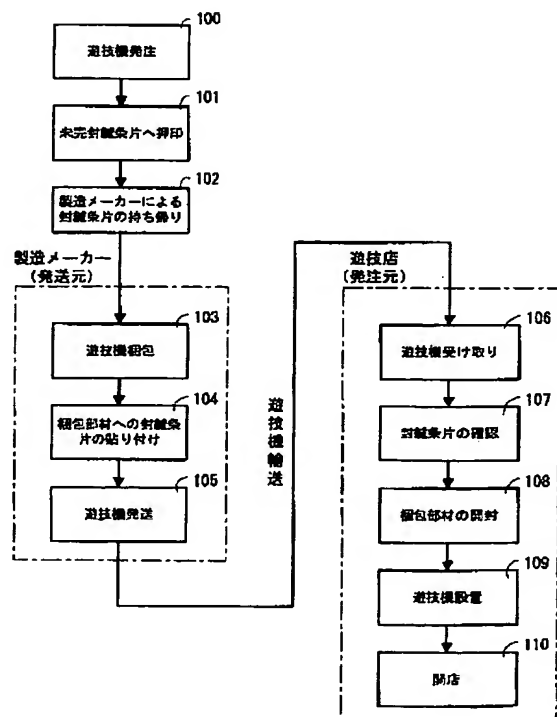 100
遊技機発注
101
未完封緘条片へ押印
102
製造メーカーによる
封緘条片の持ち帰り
製造メーカー
(発送元)
103
遊技機梱包
104
梱包部材への封緘条
片の貼り付け
105
遊技機発送
遊技機輸送
遊技店
(発注元)
106
遊技機受け取り
107
封緘条片の確認
108
梱包部材の開封
109
遊技機設置
110
開店